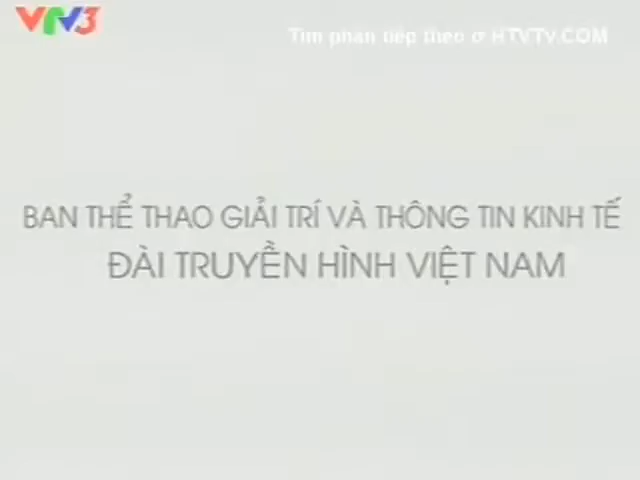 VTV3
Tìm phần tiếp theo ở HTVTv.COM
BAN THỂ THAO GIẢI TRÍ VÀ THÔNG TIN KINH TẾ
ĐÀI TRUYỀN HÌNH VIỆT NAM